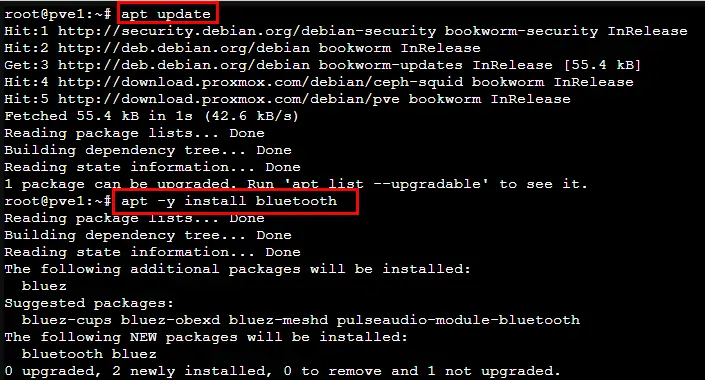 root@pve1:~# apt update
Hit:1 http://security.debian.org/debian-security bookworm-security InRelease
Hit:2 http://deb.debian.org/debian bookworm InRelease
Get:3 http://deb.debian.org/debian bookworm-updates InRelease [55.4 kB]
Hit:4 http://download.proxmox.com/debian/ceph-squid bookworm InRelease
Hit:5 http://download.proxmox.com/debian/pve bookworm InRelease
Fetched 55.4 kB in 1s (42.6 kB/s)
Reading package lists... Done
Building dependency tree... Done
Reading state information... Done
1 package can be upgraded. Run 'apt list --upgradable' to see it.
root@pve1:~# apt -y install bluetooth
Reading package lists... Done
Building dependency tree... Done
Reading state information... Done
The following additional packages will be installed:
  bluez
Suggested packages:
  bluez-cups bluez-obexd bluez-meshd pulseaudio-module-bluetooth
The following NEW packages will be installed:
  bluetooth bluez
0 upgraded, 2 newly installed, 0 to remove and 1 not upgraded.